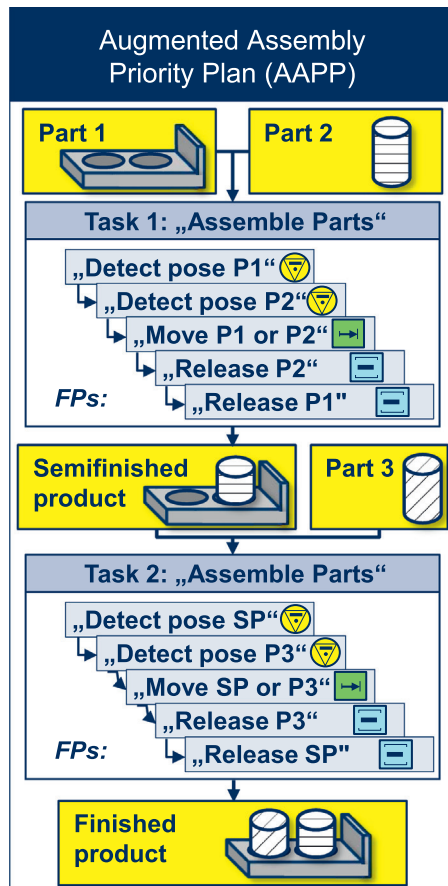 Augmented Assembly
Priority Plan (AAPP)
Part 1
Part 2
Task 1: „Assemble Parts“
„Detect pose P1“
„Detect pose P2“
„Move P1 or P2“
„Release P2“
FPs:
„Release P1"
Semifinished
product
Part 3
Task 2: „Assemble Parts“
„Detect pose SP“
„Detect pose P3“
„Move SP or P3“
„Release P3“
FPs:
„Release SP"
Finished
product